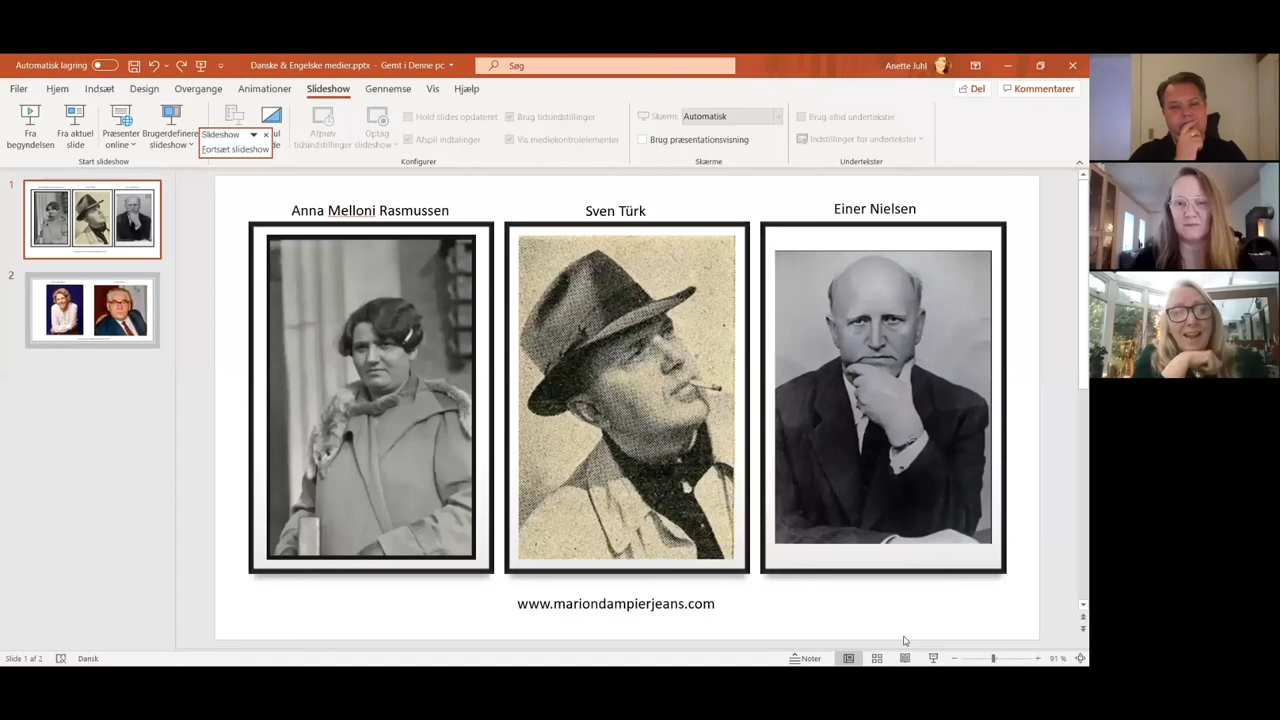 Automatisk lagring
Danske & Engelske medier.pptx - Gemt i Denne pc
Søg
Anette Juhl
Filer Hjem Indsæt Design Overgange Animationer Slideshow Gennemse Vis Hjælp Del Kommentarer
Fra begyndelsen
Fra aktuel slide
Præsenter online
Brugerdefineret slideshow
Slideshow
Fortsæt slideshow
Afprøv tidsindstillinger
Optag slideshow
Hold slides opdateret
Afspil indtalinger
Brug tidsindstillinger
Vis mediekontrolelementer
Skærm: Automatisk
Brug præsentationsvisning
Brug altid undertekster
Indstillinger for undertekster
Start slideshow
Konfigurer
Skærme
Undertekster
1
2
Anna Melloni Rasmussen
Sven Türk
Einer Nielsen
www.mariondampierjeans.com
Slide 1 af 2
Dansk
Noter
91 %